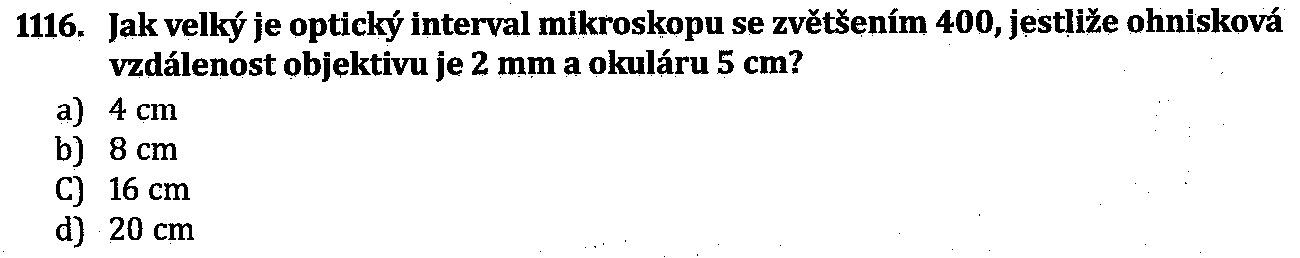 1116. Jak velký je optický interval mikroskopu se zvětšením 400, jestliže ohnisková
vzdálenost objektivu je 2 mm a okuláru 5 cm?
a) 4 cm
b) 8 cm
C) 16 cm
d) 20 cm